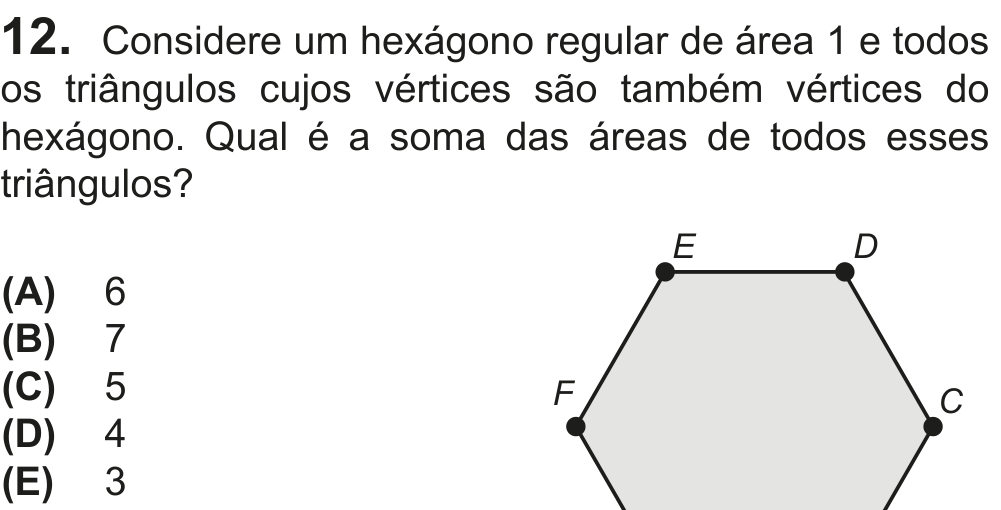 12. Considere um hexágono regular de área 1 e todos
os triângulos cujos vértices são também vértices do
hexágono. Qual é a soma das áreas de todos esses
triângulos?
(A) 6
(B) 7
(C) 5
(D) 4
(E) 3
E D
F C